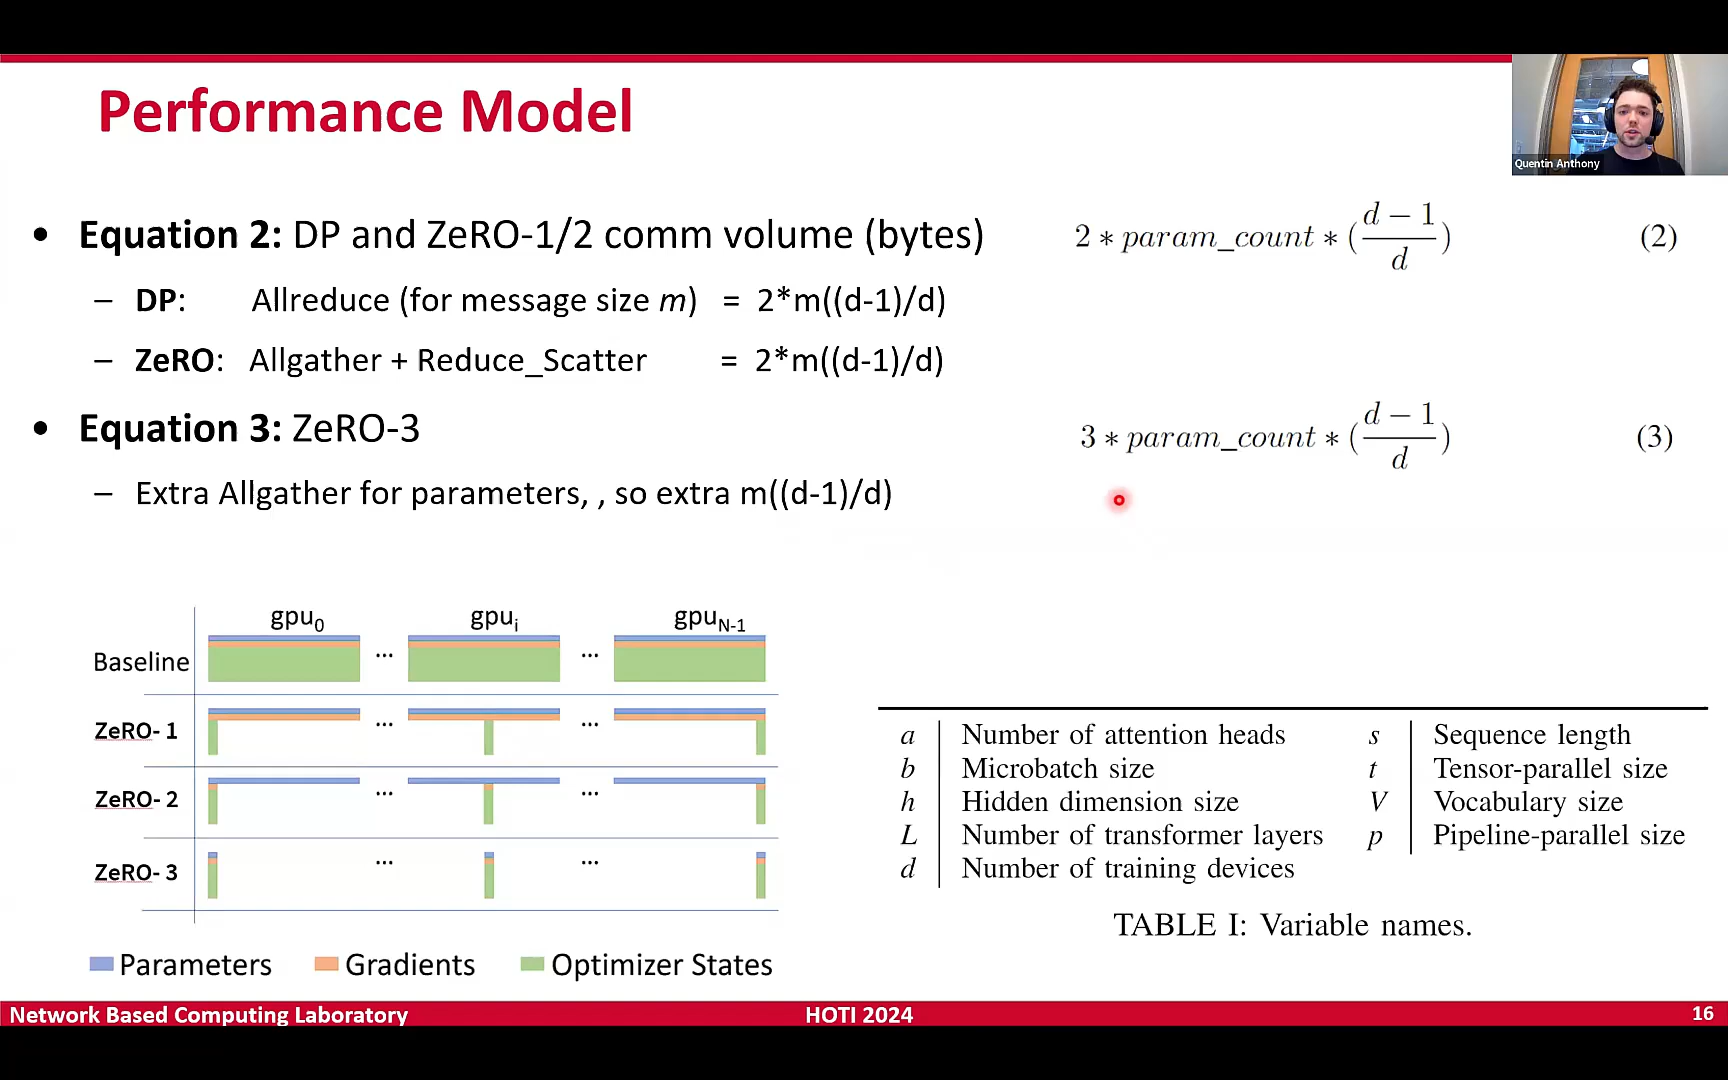 Performance Model
Quentin Anthony
• Equation 2: DP and ZeRO-1/2 comm volume (bytes)
2 ∗ param_count ∗ (\frac{d − 1}{d}) (2)
– DP: Allreduce (for message size m) = 2*m((d-1)/d)
– ZeRO: Allgather + Reduce_Scatter = 2*m((d-1)/d)
• Equation 3: ZeRO-3
3 ∗ param_count ∗ (\frac{d − 1}{d}) (3)
– Extra Allgather for parameters, , so extra m((d-1)/d)
gpu0 gpui gpuN-1
Baseline ... ...
ZeRO- 1 ... ...
ZeRO- 2 ... ...
ZeRO- 3 ... ...
Parameters Gradients Optimizer States
a Number of attention heads s Sequence length
b Microbatch size t Tensor-parallel size
h Hidden dimension size V Vocabulary size
L Number of transformer layers p Pipeline-parallel size
d Number of training devices
TABLE I: Variable names.
Network Based Computing Laboratory HOTI 2024 16